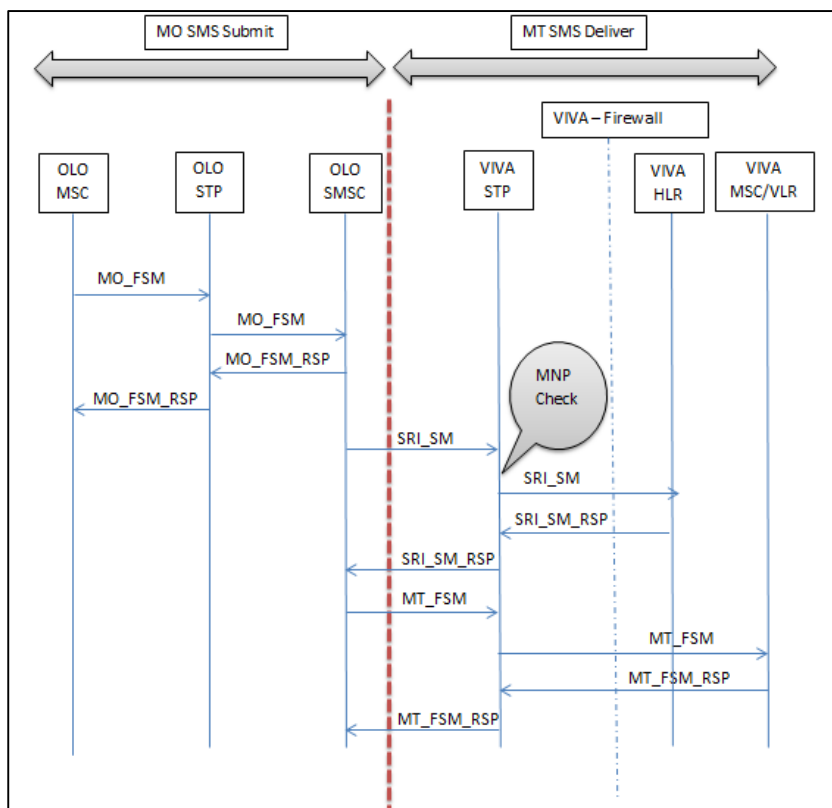 MO SMS Submit
MT SMS Deliver
VIVA – Firewall
OLO
MSC
OLO
STP
OLO
SMSC
VIVA
STP
VIVA
HLR
VIVA
MSC/VLR
MO_FSM
MO_FSM
MO_FSM_RSP
MO_FSM_RSP
MNP
Check
SRI_SM
SRI_SM
SRI_SM_RSP
SRI_SM_RSP
MT_FSM
MT_FSM
MT_FSM_RSP
MT_FSM_RSP